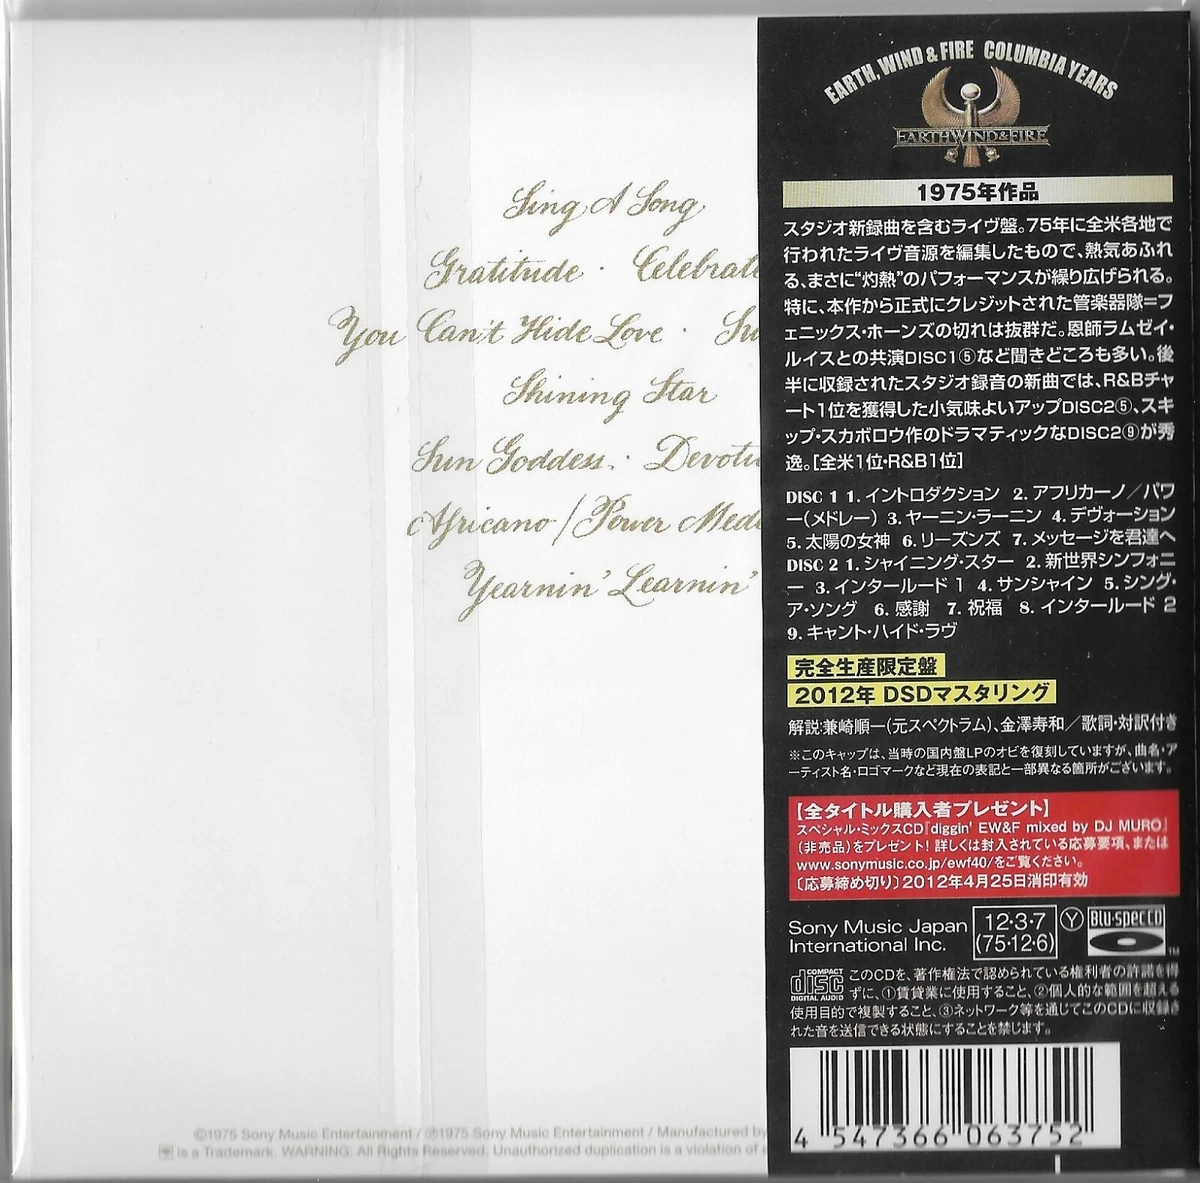 Sing A Song
Gratitude · Celebrate
You Can't Hide Love ·
Shining Star
Sun Goddess ·
Africano / Power
Yearnin' Learnin'
©1975 Sony Music Entertainment / ℗1975 Sony Music Entertainment / Manufactured by
is a Trademark. WARNING: All Rights Reserved. Unauthorized duplication is a violation of
EARTH, WIND & FIRE COLUMBIA YEARS
EARTH WIND & FIRE
1975年作品
スタジオ新録曲を含むライヴ盤。75年に全米各地で
行われたライヴ音源を編集したもので、熱気あふれ
る、まさに“灼熱”のパフォーマンスが繰り広げられる。
特に、本作から正式にクレジットされた管楽器隊=フ
ェニックス・ホーンズの切れは抜群だ。恩師ラムゼイ・
ルイスとの共演DISC1⑤など聞きどころも多い。後
半に収録されたスタジオ録音の新曲では、R&Bチャ
ート1位を獲得した小気味よいアップDISC2⑤、スキ
ップ・スカボロウ作のドラマティックなDISC2⑨が秀
逸。[全米1位・R&B1位]
DISC 1 1. イントロダクション 2. アフリカーノ／パワ
ー(メドレー) 3. ヤーニン・ラーニン 4. デヴォーション
5. 太陽の女神 6. リーズンズ 7. メッセージを君達へ
DISC 2 1. シャイニング・スター 2. 新世界シンフォニ
ー 3. インタールード 1 4. サンシャイン 5. シング・
ア・ソング 6. 感謝 7. 祝福 8. インタールード 2
9. キャント・ハイド・ラヴ
完全生産限定盤
2012年 DSDマスタリング
解説:兼崎順一(元スペクトラム)、金澤寿和／歌詞・対訳付き
※このキャップは、当時の国内盤LPのオビを復刻していますが、曲名・ア
ーティスト名・ロゴマークなど現在の表記と一部異なる箇所がございます。
【全タイトル購入者プレゼント】
スペシャル・ミックスCD『diggin' EW&F mixed by DJ MURO』
(非売品)をプレゼント! 詳しくは封入されている応募要項、または
www.sonymusic.co.jp/ewf40/をご覧ください。
〔応募締め切り〕2012年4月25日消印有効
Sony Music Japan
International Inc.
12・3・7
(75・12・6)
Y
Blu-spec CD
TM
COMPACT
disc
DIGITAL AUDIO
このCDを、著作権法で認められている権利者の許諾を得
ずに、①賃貸業に使用すること、②個人的な範囲を超える
使用目的で複製すること、③ネットワーク等を通じてこのCDに収録さ
れた音を送信できる状態にすることを禁じます。
4 547366 063752